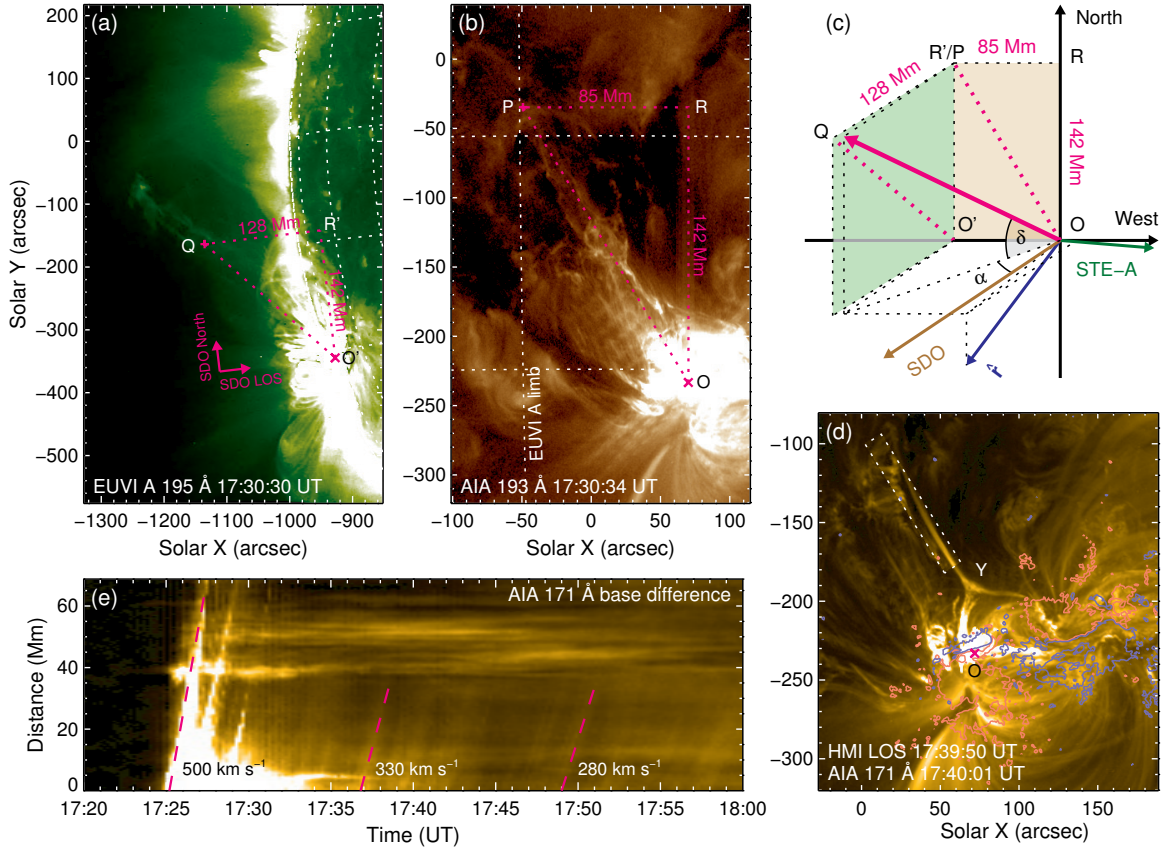 (a)
200
100
0
−100
−200
−300
−400
−500
Solar Y (arcsec)
128 Mm
R'
Q
142 Mm
O'
SDO North
SDO LOS
EUVI A 195 Å 17:30:30 UT
−1300 −1200 −1100 −1000 −900
Solar X (arcsec)
(b)
0
−50
−100
−150
−200
−250
−300
P
85 Mm
R
142 Mm
O
EUVI A limb
AIA 193 Å 17:30:34 UT
−100 −50 0 50 100
Solar X (arcsec)
(c)
North
R'/P
85 Mm
R
128 Mm
Q
142 Mm
O'
O
West
δ
α
STE−A
SDO
r̂
(d)
−100
−150
−200
−250
−300
Y
O
HMI LOS 17:39:50 UT
AIA 171 Å 17:40:01 UT
0 50 100 150
Solar X (arcsec)
(e)
AIA 171 Å base difference
60
40
20
0
Distance (Mm)
500 km s⁻¹
330 km s⁻¹
280 km s⁻¹
17:20 17:25 17:30 17:35 17:40 17:45 17:50 17:55 18:00
Time (UT)